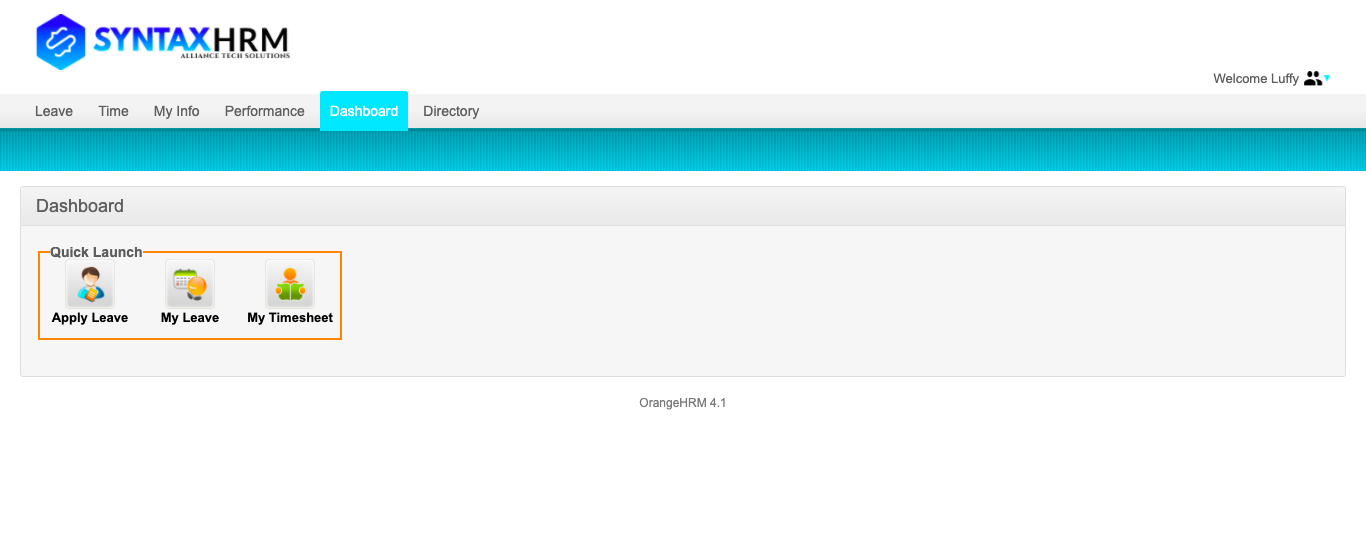 SYNTAXHRM
ALLIANCE TECH SOLUTIONS
Welcome Luffy
Leave Time My Info Performance Dashboard Directory
Dashboard
Quick Launch
Apply Leave My Leave My Timesheet
OrangeHRM 4.1